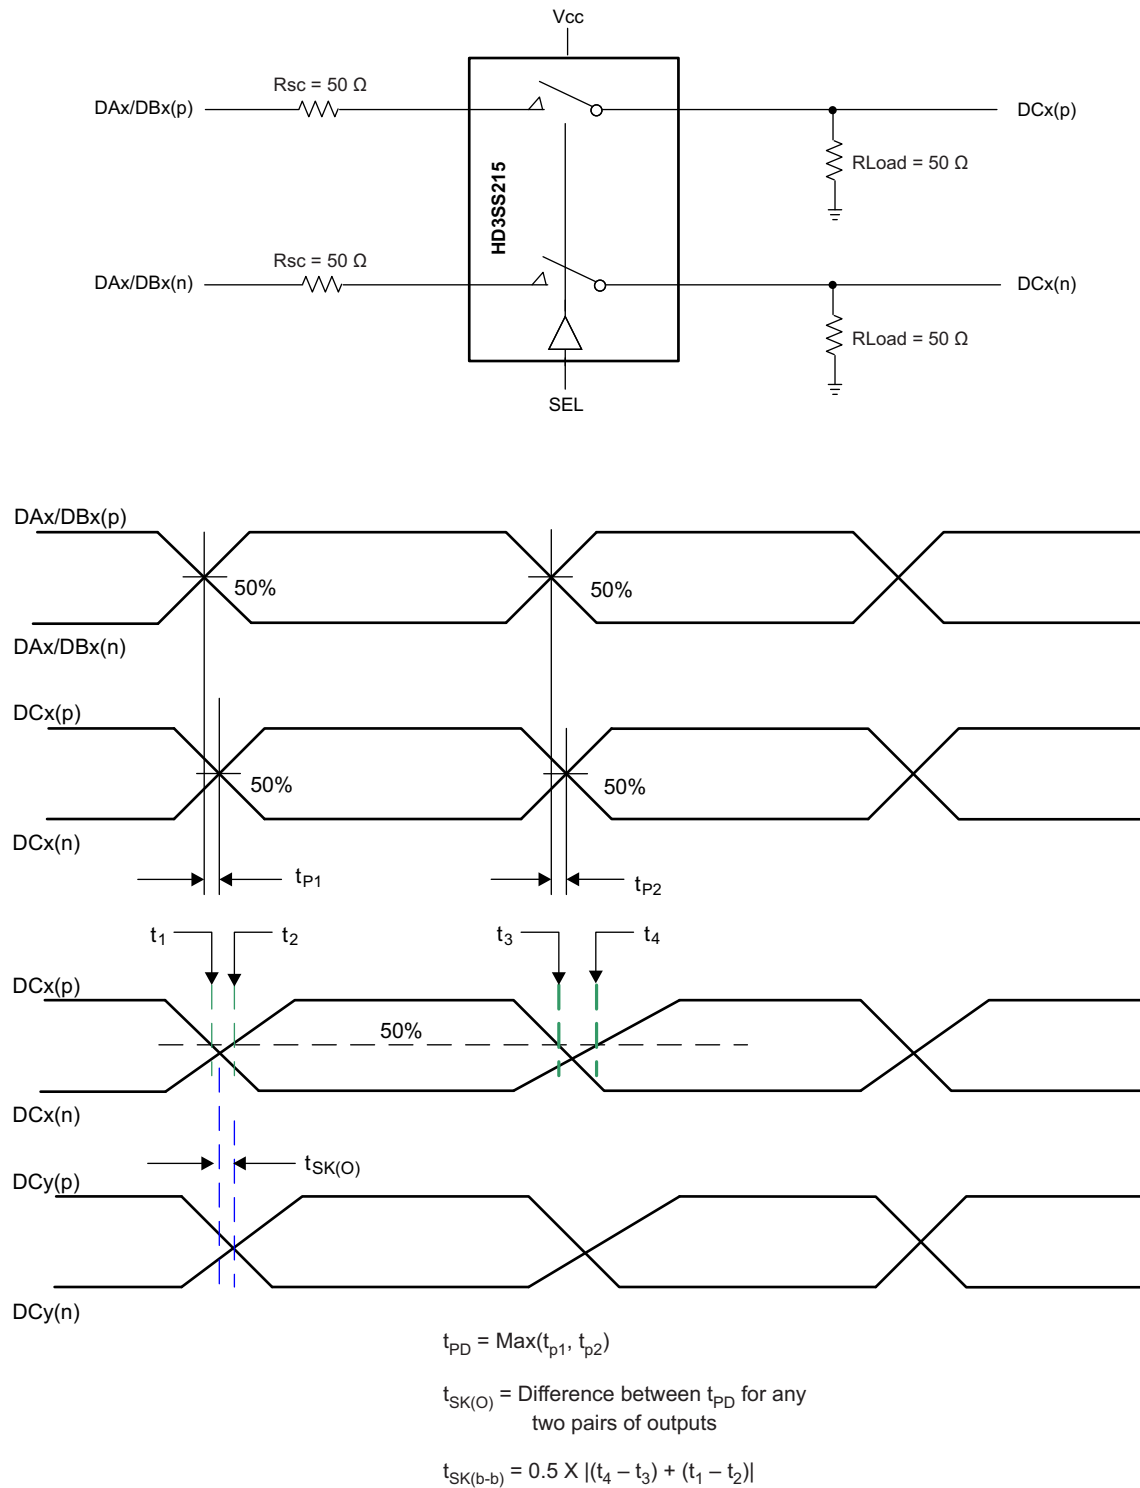 Vcc
Rsc = 50 Ω
DAx/DBx(p)
DCx(p)
RLoad = 50 Ω
HD3SS215
Rsc = 50 Ω
DAx/DBx(n)
DCx(n)
RLoad = 50 Ω
SEL
DAx/DBx(p)
50%
50%
DAx/DBx(n)
DCx(p)
50%
50%
DCx(n)
tP1
tP2
t1
t2
t3
t4
DCx(p)
50%
DCx(n)
tSK(O)
DCy(p)
DCy(n)
tPD = Max(tp1, tp2)
tSK(O) = Difference between tPD for any
two pairs of outputs
tSK(b-b) = 0.5 X |(t4 – t3) + (t1 – t2)|